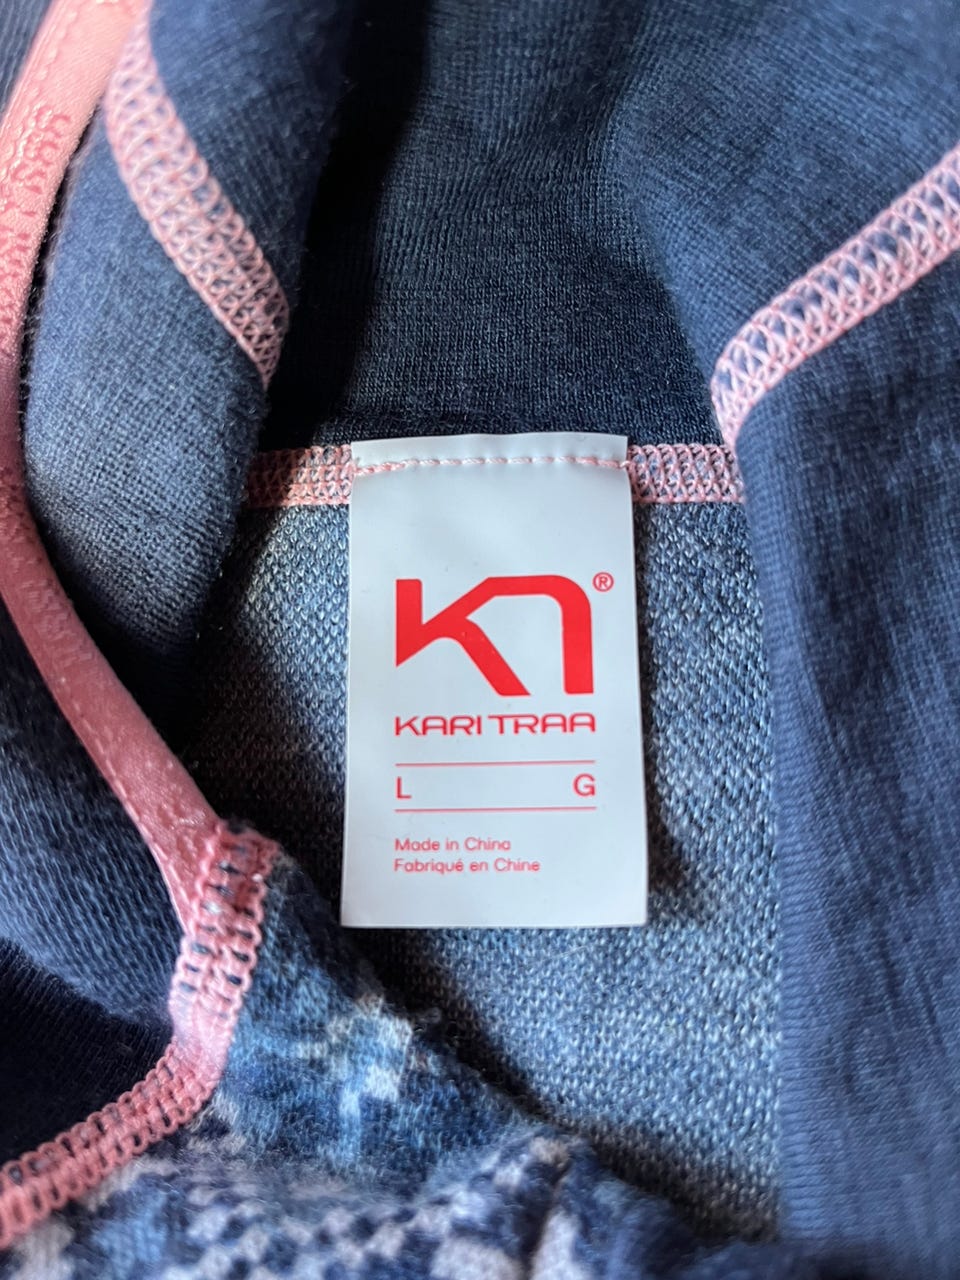 ®
KARI TRAA
L G
Made in China
Fabriqué en Chine